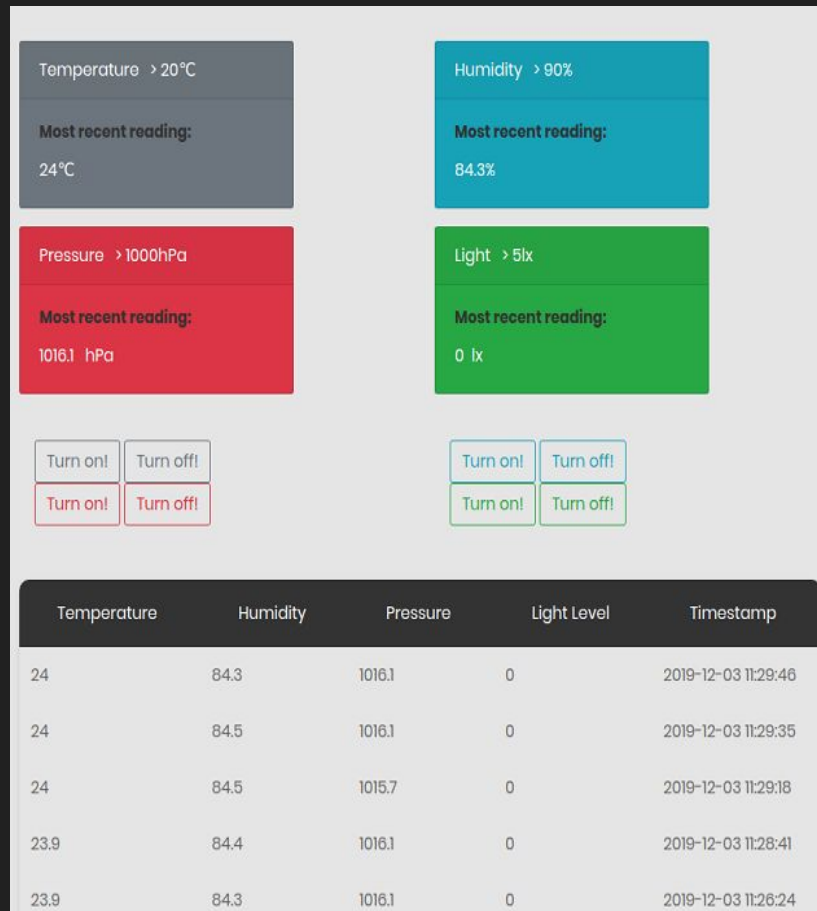 Temperature > 20°C
Most recent reading:
24°C
Humidity > 90%
Most recent reading:
84.3%
Pressure > 1000hPa
Most recent reading:
1016.1 hPa
Light > 5lx
Most recent reading:
0 lx
Turn on! Turn off! Turn on! Turn off!
Turn on! Turn off! Turn on! Turn off!
Temperature Humidity Pressure Light Level Timestamp
24 84.3 1016.1 0 2019-12-03 11:29:46
24 84.5 1016.1 0 2019-12-03 11:29:35
24 84.5 1015.7 0 2019-12-03 11:29:18
23.9 84.4 1016.1 0 2019-12-03 11:28:41
23.9 84.3 1016.1 0 2019-12-03 11:26:24